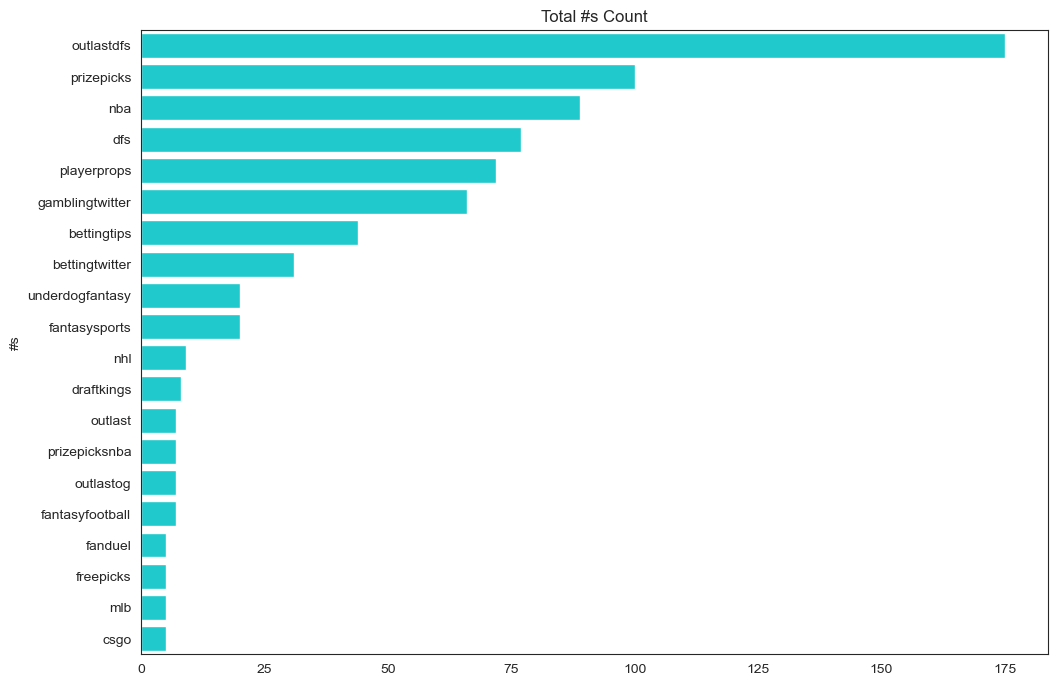 Total #s Count
outlastdfs
prizepicks
nba
dfs
playerprops
gamblingtwitter
bettingtips
bettingtwitter
underdogfantasy
fantasysports
#s
nhl
draftkings
outlast
prizepicksnba
outlastog
fantasyfootball
fanduel
freepicks
mlb
csgo
0 25 50 75 100 125 150 175